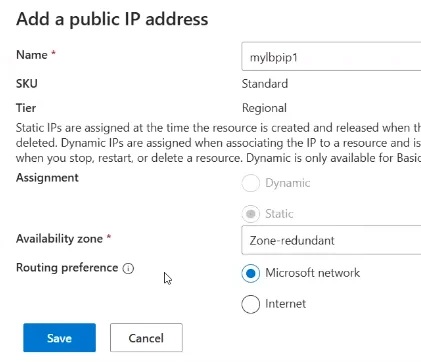 Add a public IP address
Name *
mylbpip1
SKU
Standard
Tier
Regional
Static IPs are assigned at the time the resource is created and released when th
deleted. Dynamic IPs are assigned when associating the IP to a resource and is
when you stop, restart, or delete a resource. Dynamic is only available for Basic
Assignment
Dynamic
Static
Availability zone *
Zone-redundant
Routing preference
Microsoft network
Internet
Save
Cancel